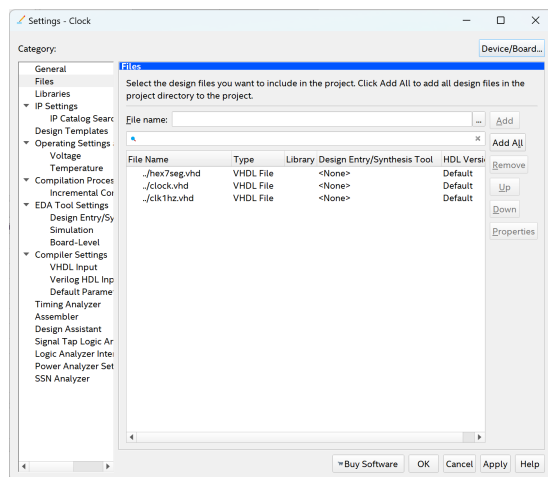 Settings - Clock
Category:
Device/Board...
General
Files
Libraries
IP Settings
IP Catalog Searc
Design Templates
Operating Settings
Voltage
Temperature
Compilation Proces
Incremental Cor
EDA Tool Settings
Design Entry/Sy
Simulation
Board-Level
Compiler Settings
VHDL Input
Verilog HDL Inp
Default Parame
Timing Analyzer
Assembler
Design Assistant
Signal Tap Logic Ar
Logic Analyzer Inter
Power Analyzer Set
SSN Analyzer
Files
Select the design files you want to include in the project. Click Add All to add all design files in the
project directory to the project.
File name:
...
Add
Add All
Remove
Up
Down
Properties
File Name Type Library Design Entry/Synthesis Tool HDL Versi
../hex7seg.vhd VHDL File <None> Default
../clock.vhd VHDL File <None> Default
../clk1hz.vhd VHDL File <None> Default
Buy Software OK Cancel Apply Help